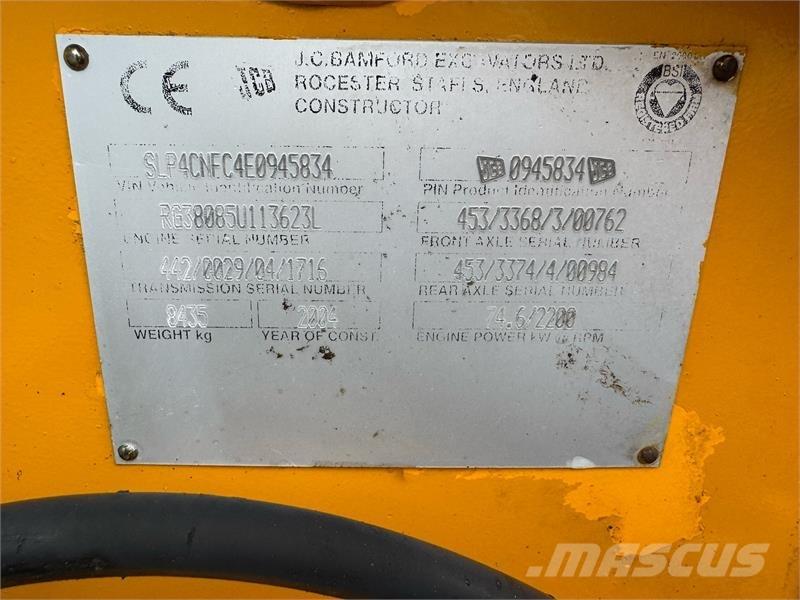 CE JCB J.C.BAMFORD EXCAVATORS LTD.
ROCESTER, STAFFS, ENGLAND
CONSTRUCTOR
BSI
REGISTERED
SLP4CNFC4E0945834
VIN Vehicle Identification Number
JCB 0945834 JCB
PIN Product Identification Number
RG38085U113623L
ENGINE SERIAL NUMBER
453/3368/3/00762
FRONT AXLE SERIAL NUMBER
442/0029/04/1716
TRANSMISSION SERIAL NUMBER
453/3374/4/00984
REAR AXLE SERIAL NUMBER
8435
WEIGHT kg
2004
YEAR OF CONST.
74.6/2200
ENGINE POWER kW @ RPM
MASCUS